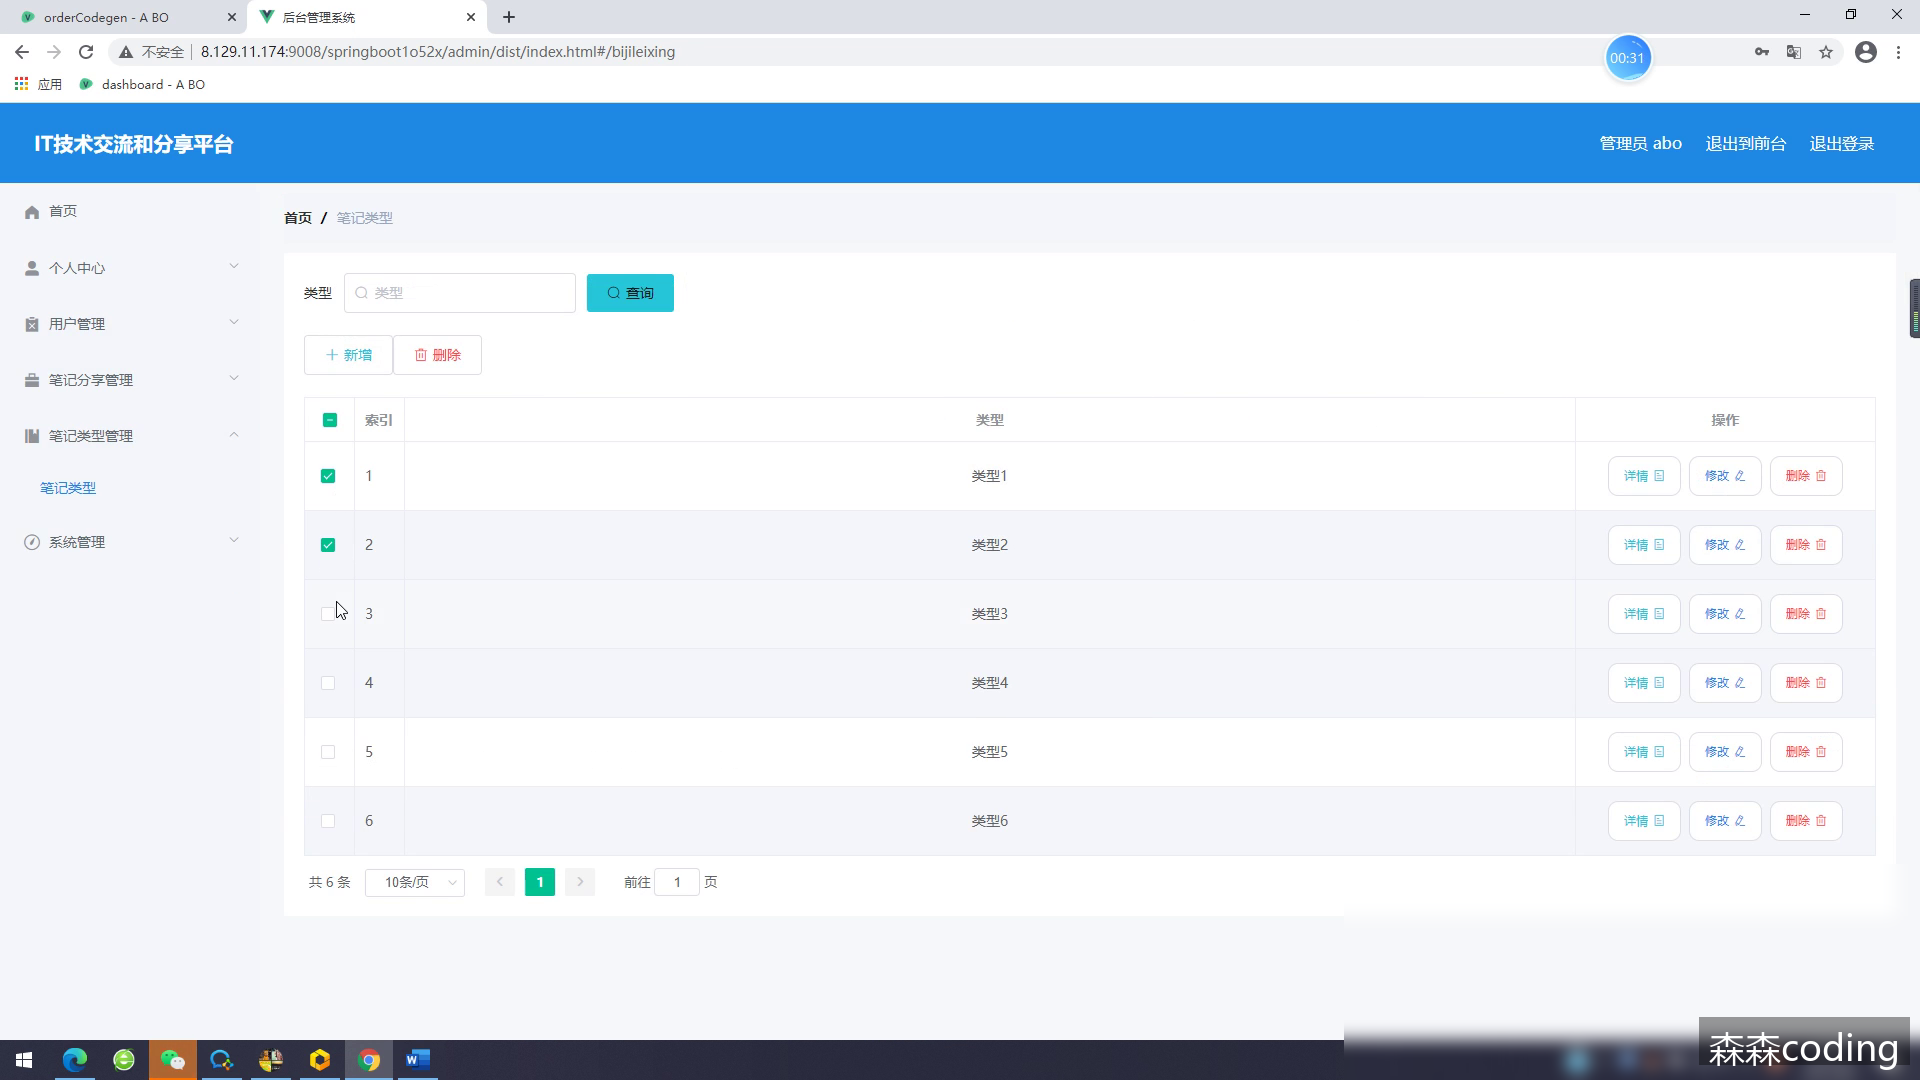 orderCodegen - A BO
后台管理系统
不安全
8.129.11.174:9008/springboot1o52x/admin/dist/index.html#/bijileixing
00:31
应用
dashboard - A BO
IT技术交流和分享平台
管理员 abo
退出到前台
退出登录
首页
个人中心
用户管理
笔记分享管理
笔记类型管理
笔记类型
系统管理
首页 / 笔记类型
类型
类型
查询
新增
删除
索引
类型
操作
1
类型1
详情
修改
删除
2
类型2
详情
修改
删除
3
类型3
详情
修改
删除
4
类型4
详情
修改
删除
5
类型5
详情
修改
删除
6
类型6
详情
修改
删除
共 6 条
10条/页
1
前往
1
页
森森coding